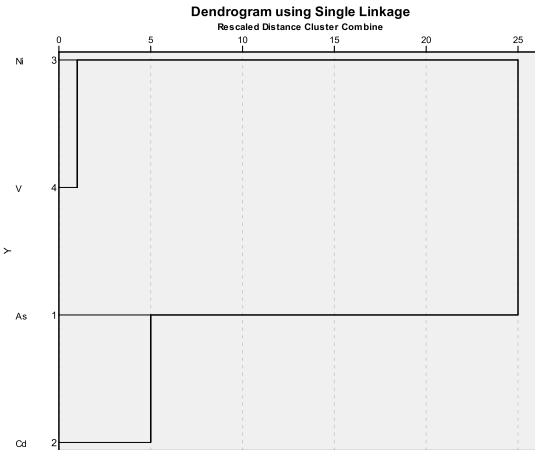 Dendrogram using Single Linkage
Rescaled Distance Cluster Combine
0 5 10 15 20 25
Ni 3
V 4
Y
As 1
Cd 2